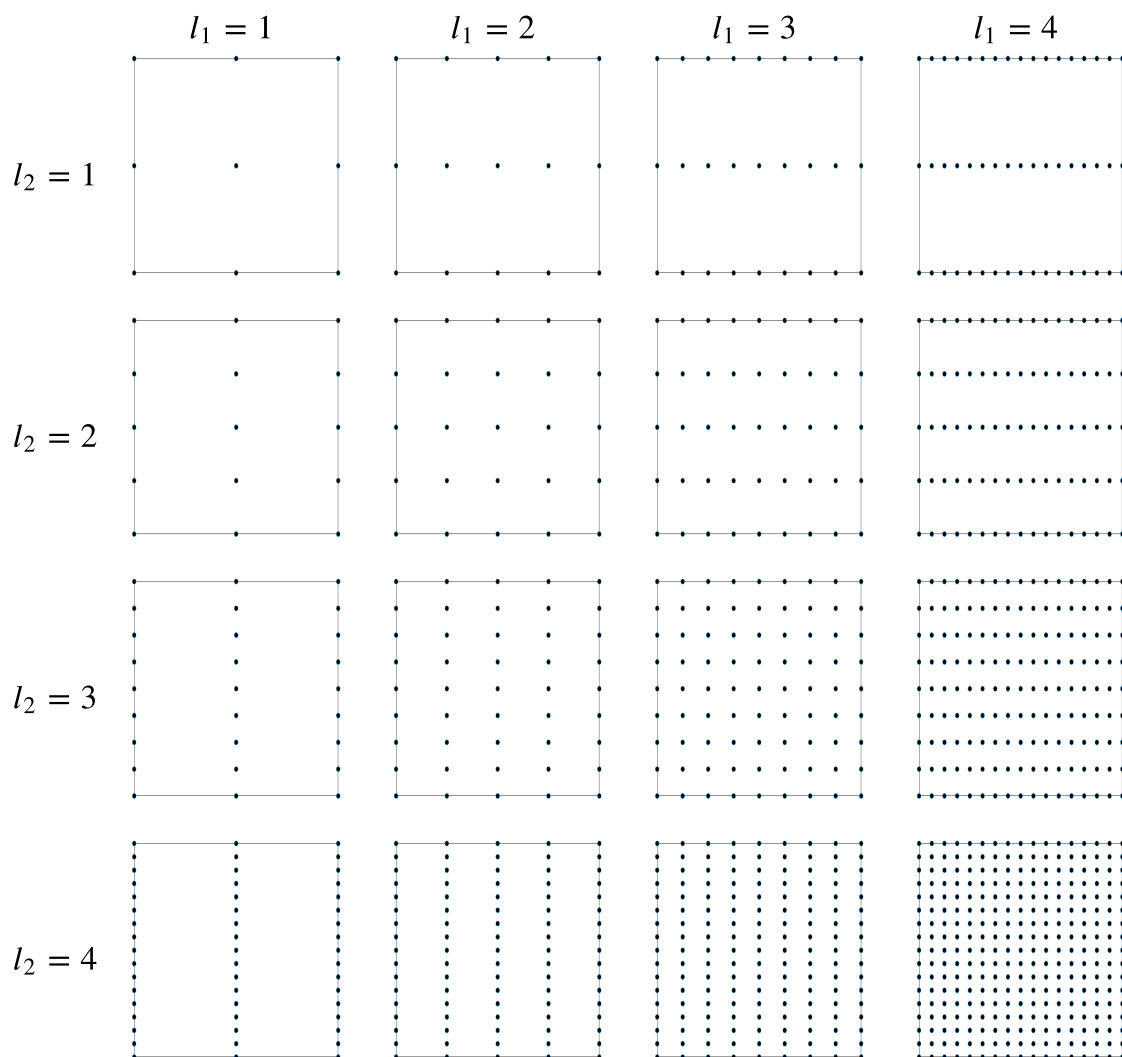 l₁ = 1
l₁ = 2
l₁ = 3
l₁ = 4
l₂ = 1
l₂ = 2
l₂ = 3
l₂ = 4